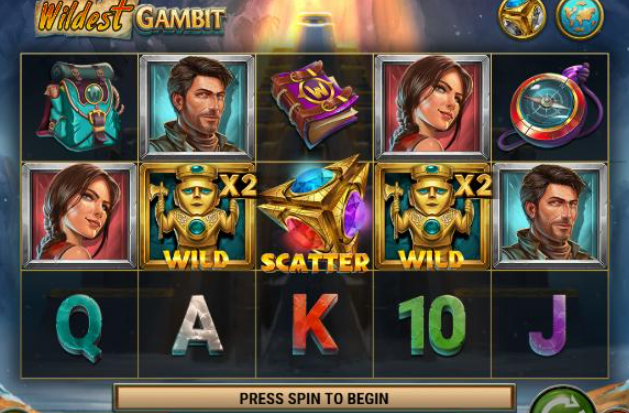 Wildest GAMBIT
W
X2 X2
WILD SCATTER WILD
Q A K 10 J
PRESS SPIN TO BEGIN